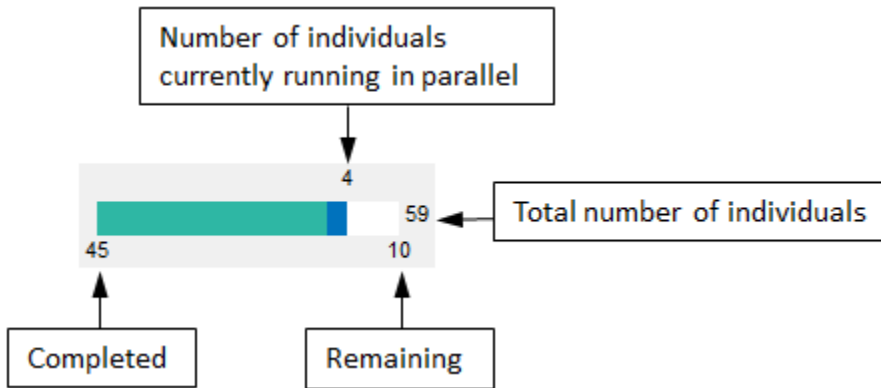 Number of individuals
currently running in parallel
4
59
Total number of individuals
45
10
Completed
Remaining